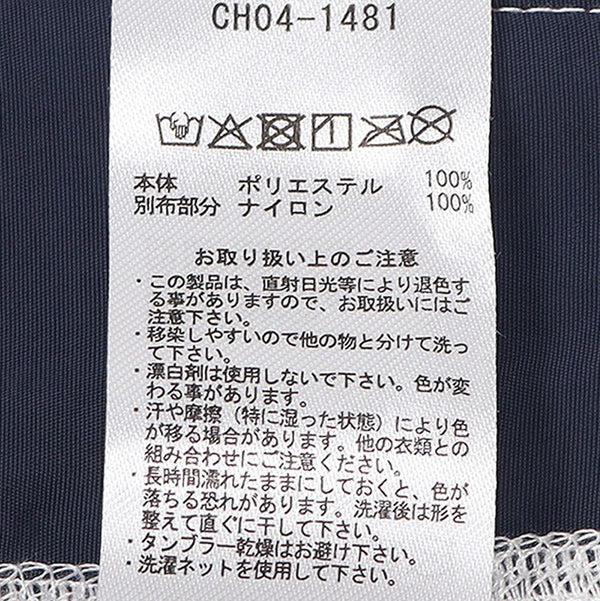 CH04-1481
本体 ポリエステル 100%
別布部分 ナイロン 100%
お取り扱い上のご注意
・この製品は、直射日光等により退色す
る事がありますので、お取扱いにはご
注意下さい。
・移染しやすいので他の物と分けて洗っ
て下さい。
・漂白剤は使用しないで下さい。色が変
わる事があります。
・汗や摩擦（特に湿った状態）により色
が移る場合があります。他の衣類との
組み合わせにご注意ください。
・長時間濡れたままにしておくと、色が
落ちる恐れがあります。洗濯後は形を
整えて直ぐに干して下さい。
・タンブラー乾燥はお避け下さい。
・洗濯ネットを使用して下さい。